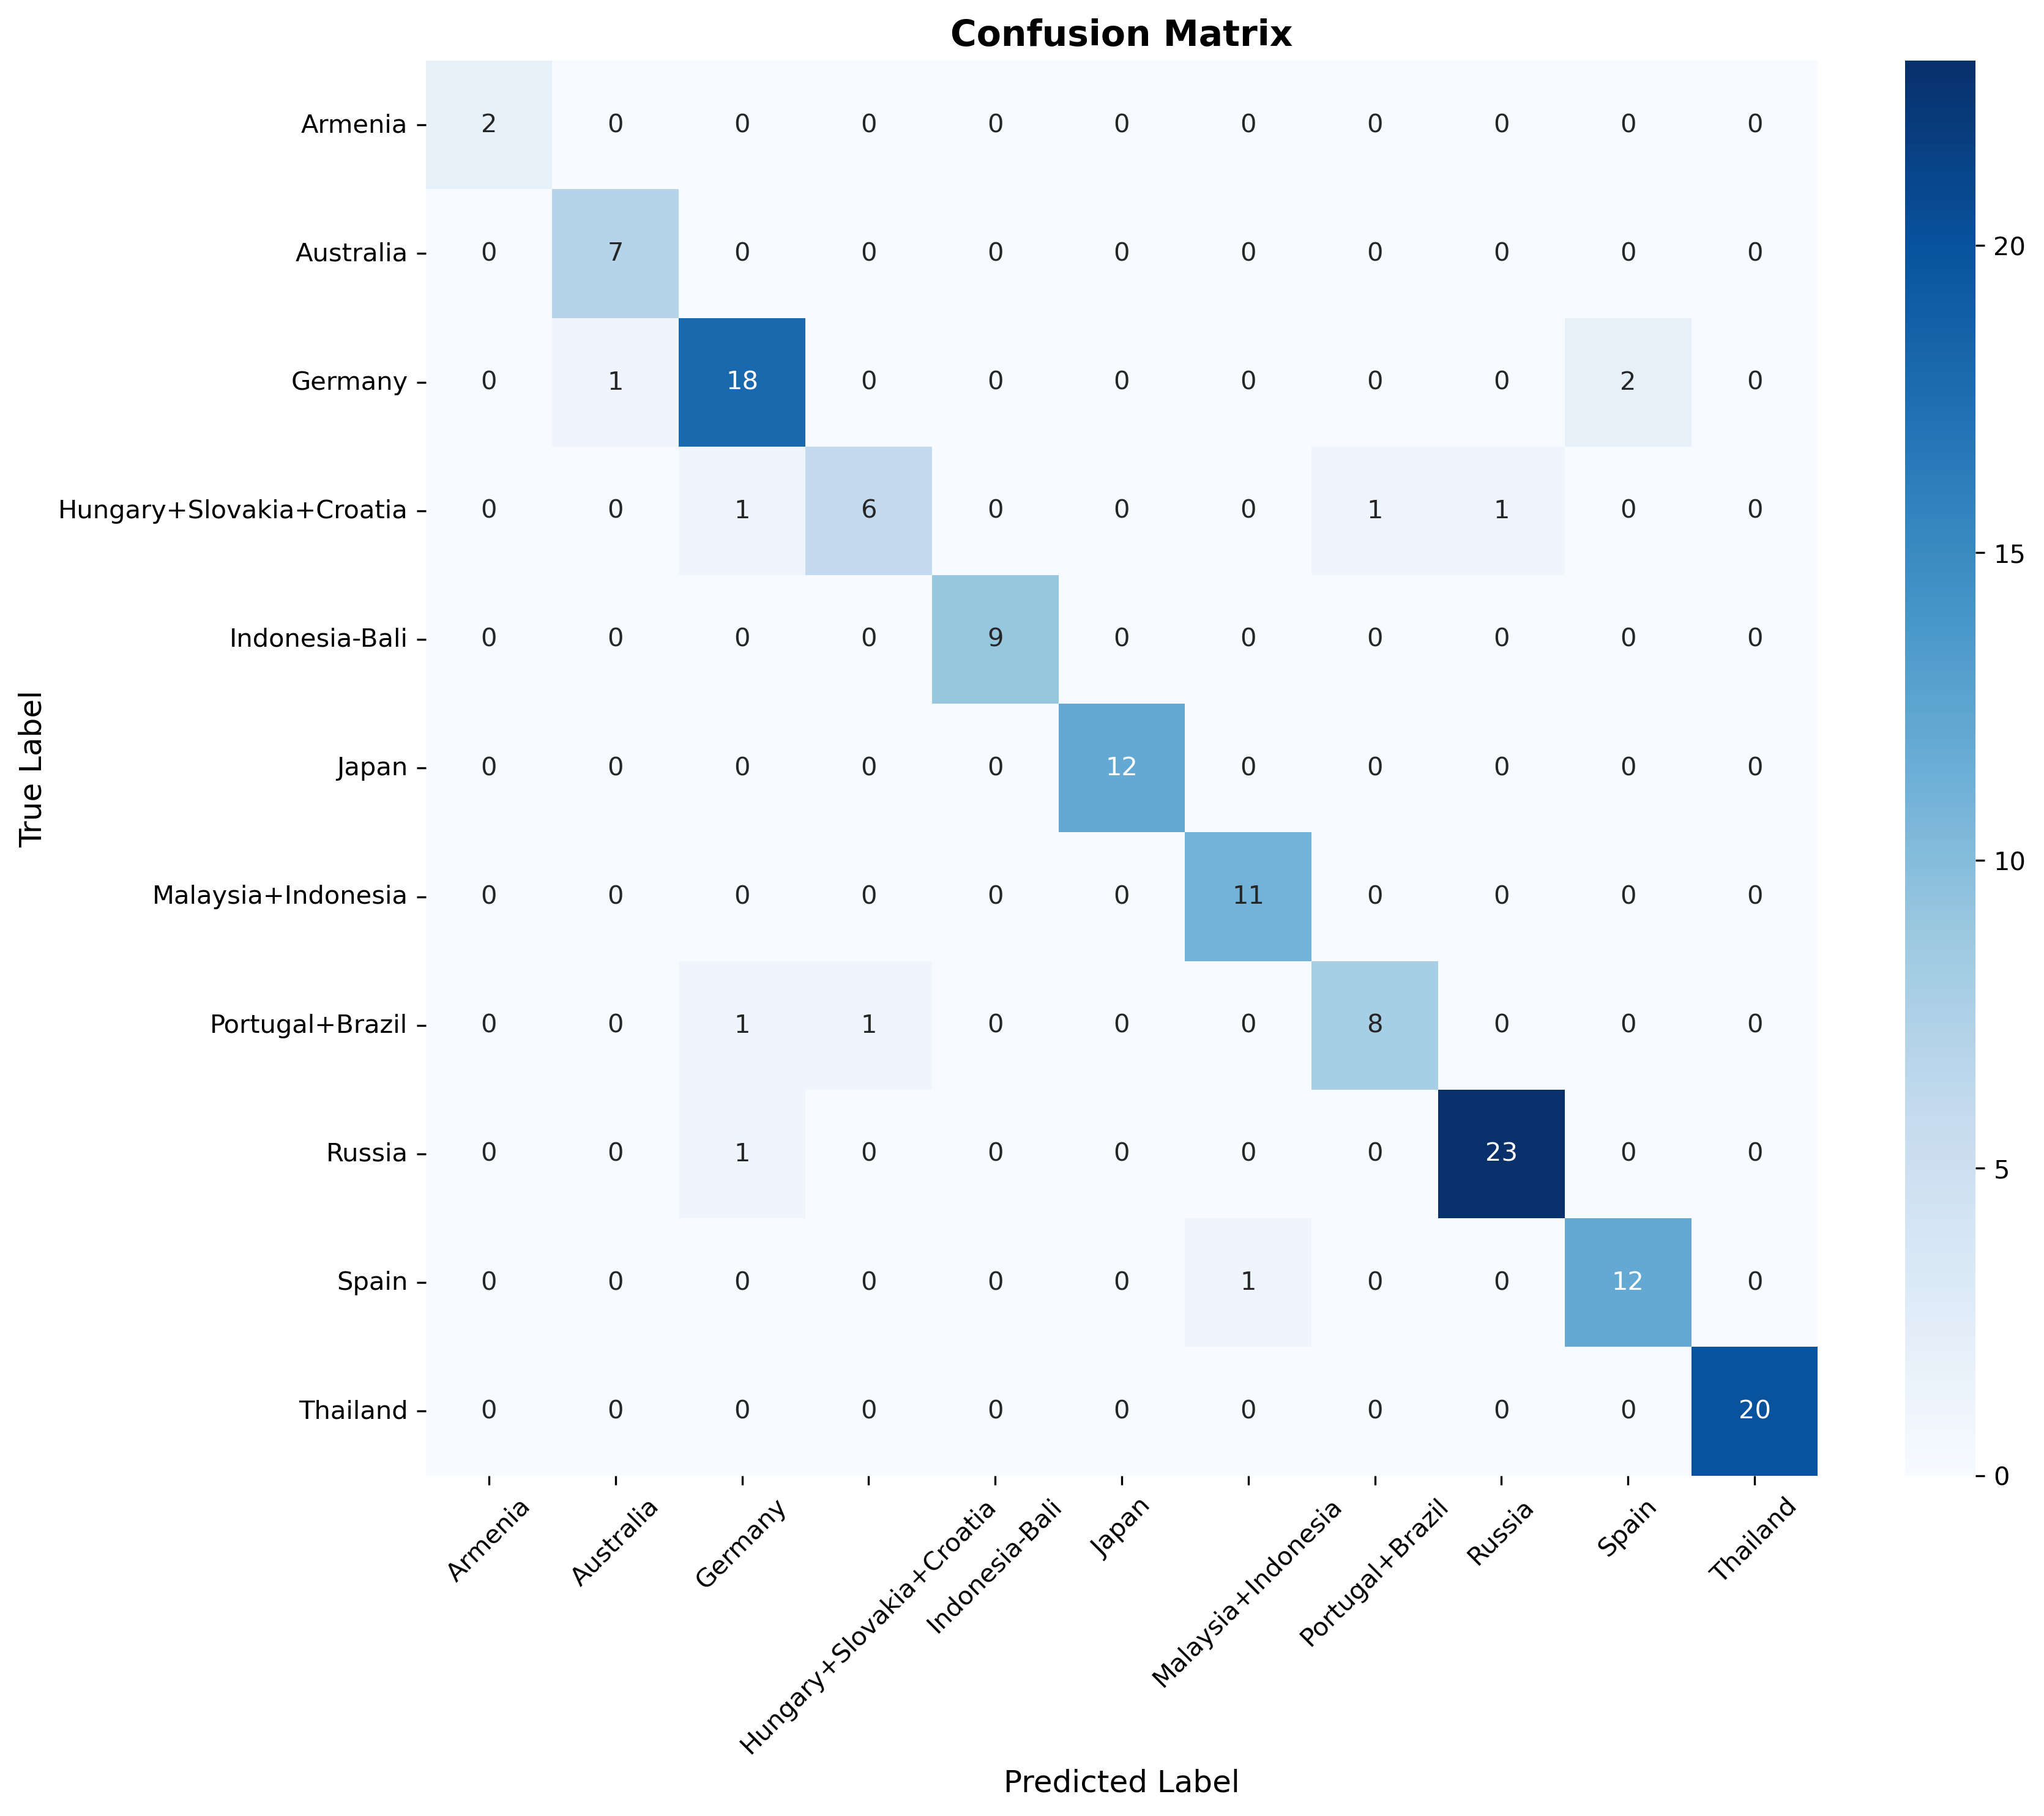 Confusion Matrix
Armenia 2 0 0 0 0 0 0 0 0 0 0
Australia 0 7 0 0 0 0 0 0 0 0 0
Germany 0 1 18 0 0 0 0 0 0 2 0
Hungary+Slovakia+Croatia 0 0 1 6 0 0 0 1 1 0 0
Indonesia-Bali 0 0 0 0 9 0 0 0 0 0 0
Japan 0 0 0 0 0 12 0 0 0 0 0
Malaysia+Indonesia 0 0 0 0 0 0 11 0 0 0 0
Portugal+Brazil 0 0 1 1 0 0 0 8 0 0 0
Russia 0 0 1 0 0 0 0 0 23 0 0
Spain 0 0 0 0 0 0 1 0 0 12 0
Thailand 0 0 0 0 0 0 0 0 0 0 20
True Label
Armenia
Australia
Germany
Hungary+Slovakia+Croatia
Indonesia-Bali
Japan
Malaysia+Indonesia
Portugal+Brazil
Russia
Spain
Thailand
Predicted Label
20
15
10
5
0